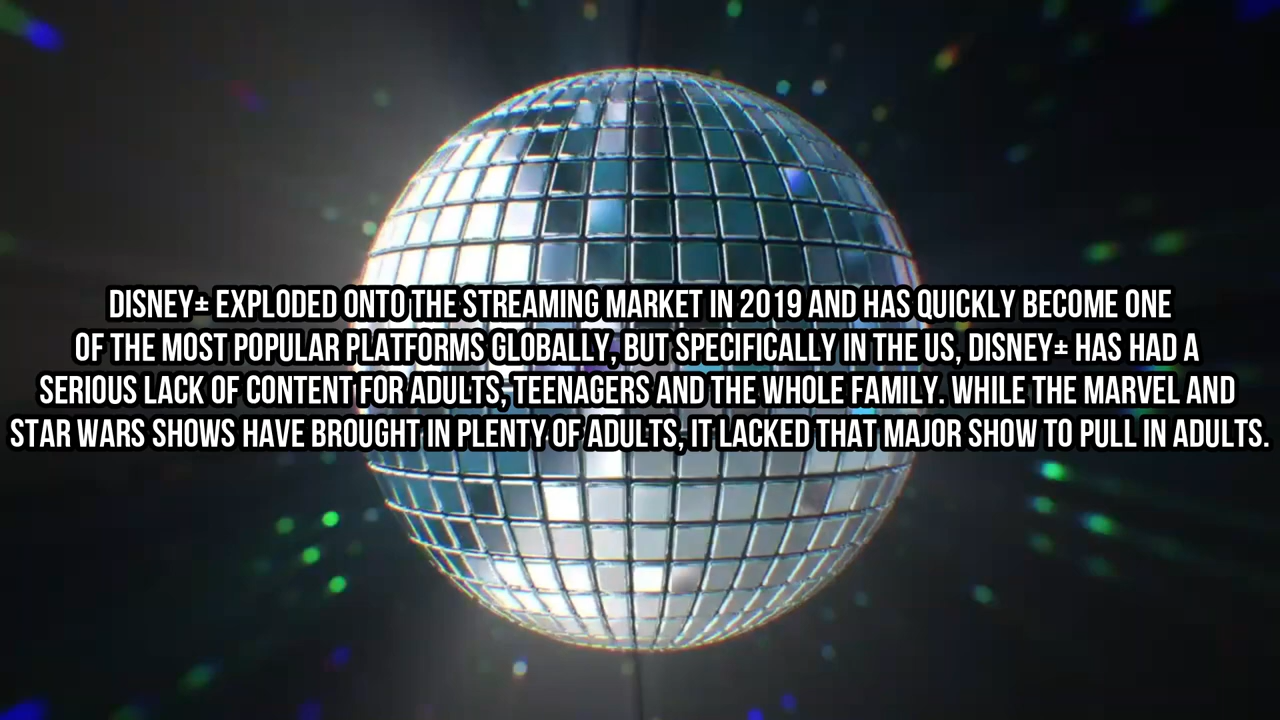 DISNEY± EXPLODED ONTO THE STREAMING MARKET IN 2019 AND HAS QUICKLY BECOME ONE
OF THE MOST POPULAR PLATFORMS GLOBALLY, BUT SPECIFICALLY IN THE US, DISNEY± HAS HAD A
SERIOUS LACK OF CONTENT FOR ADULTS, TEENAGERS AND THE WHOLE FAMILY. WHILE THE MARVEL AND
STAR WARS SHOWS HAVE BROUGHT IN PLENTY OF ADULTS, IT LACKED THAT MAJOR SHOW TO PULL IN ADULTS.